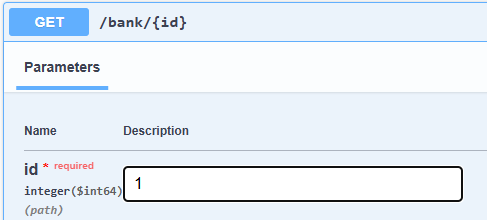 GET /bank/{id}
Parameters
Name Description
id * required 1
integer($int64)
(path)